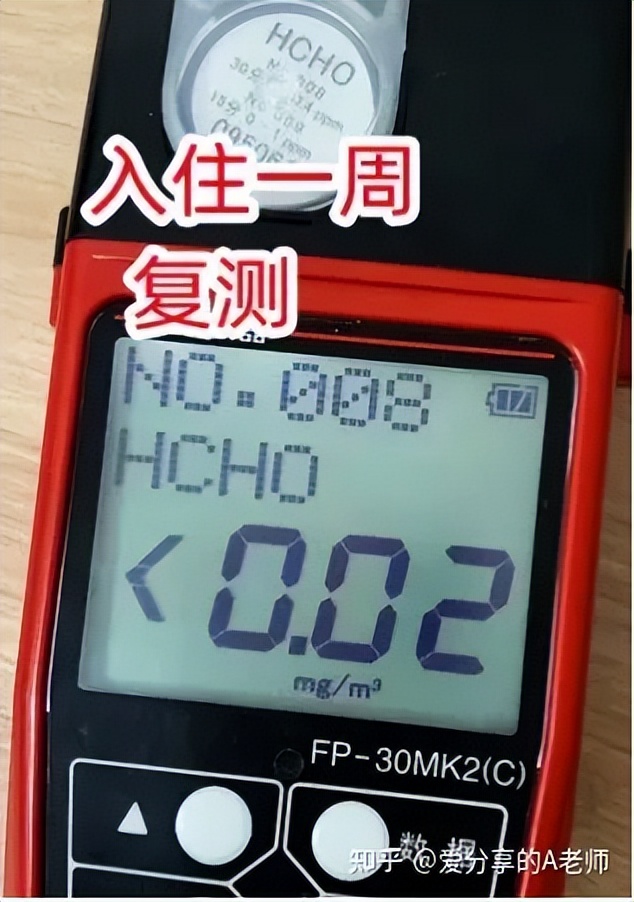 HCHO
入住一周
复测
NO.008
HCHO
<0.02
mg/m³
FP-30MK2(C)
▲
数据
知乎 @爱分享的A老师